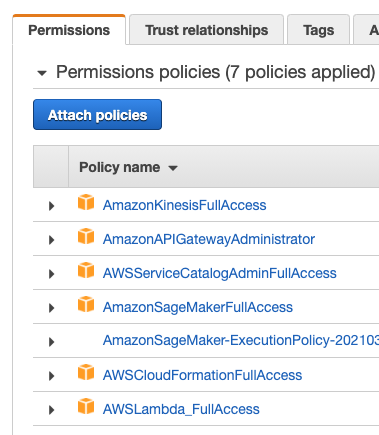 Permissions Trust relationships Tags A
Permissions policies (7 policies applied)
Attach policies
Policy name
AmazonKinesisFullAccess
AmazonAPIGatewayAdministrator
AWSServiceCatalogAdminFullAccess
AmazonSageMakerFullAccess
AmazonSageMaker-ExecutionPolicy-202103
AWSCloudFormationFullAccess
AWSLambda_FullAccess